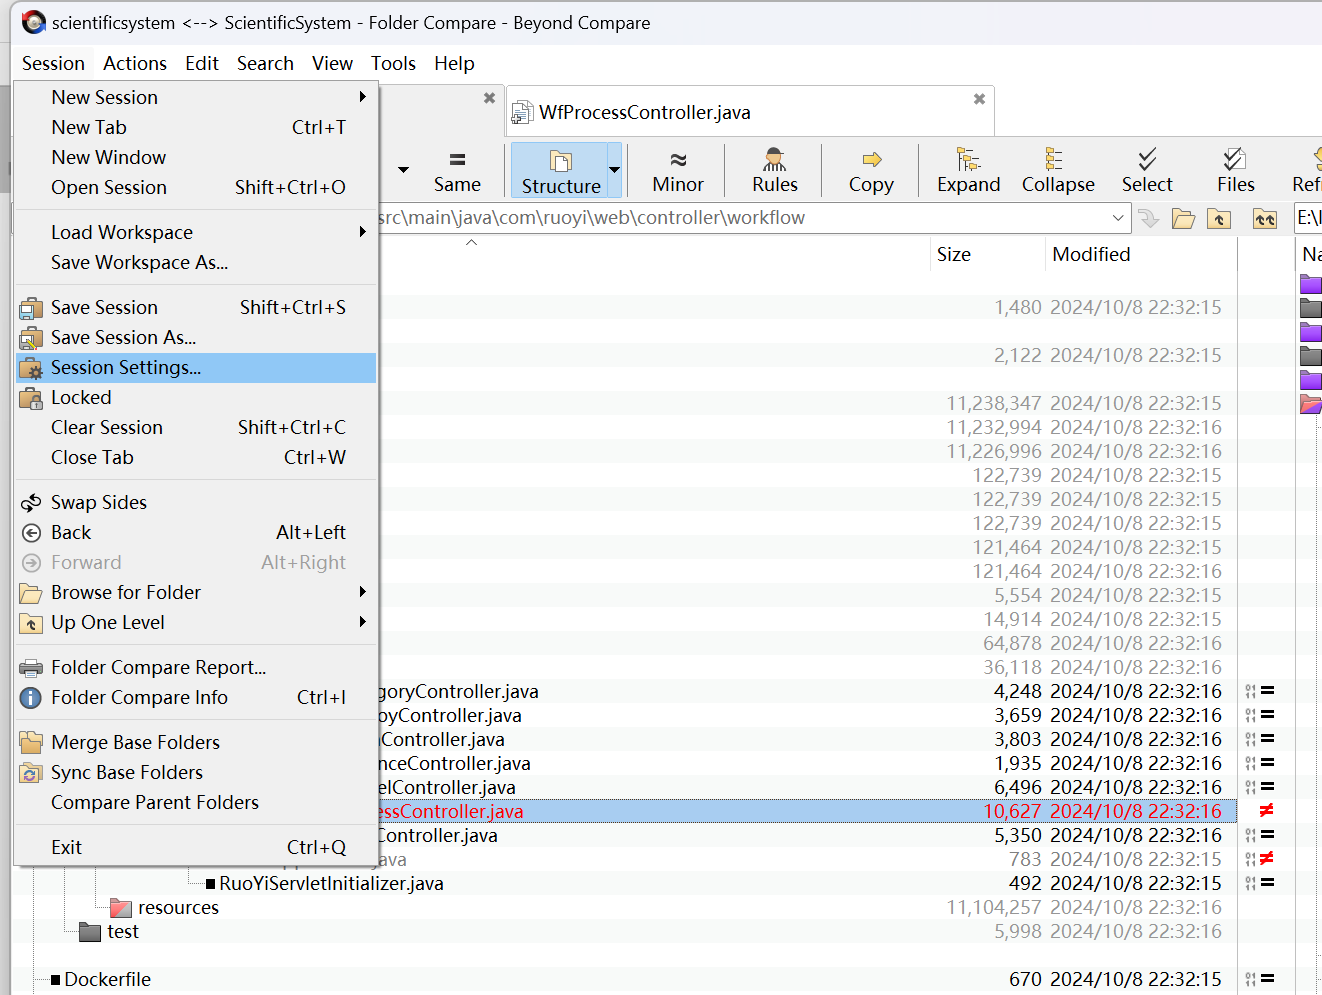 scientificsystem <--> ScientificSystem - Folder Compare - Beyond Compare
Session Actions Edit Search View Tools Help
New Session
New Tab Ctrl+T
New Window
Open Session Shift+Ctrl+O
Load Workspace
Save Workspace As...
Save Session Shift+Ctrl+S
Save Session As...
Session Settings...
Locked
Clear Session Shift+Ctrl+C
Close Tab Ctrl+W
Swap Sides
Back Alt+Left
Forward Alt+Right
Browse for Folder
Up One Level
Folder Compare Report...
Folder Compare Info Ctrl+I
Merge Base Folders
Sync Base Folders
Compare Parent Folders
Exit Ctrl+Q
WfProcessController.java
Same Structure Minor Rules Copy Expand Collapse Select Files
src\main\java\com\ruoyi\web\controller\workflow
Size Modified
1,480 2024/10/8 22:32:15
2,122 2024/10/8 22:32:15
11,238,347 2024/10/8 22:32:15
11,232,994 2024/10/8 22:32:16
11,226,996 2024/10/8 22:32:16
122,739 2024/10/8 22:32:15
122,739 2024/10/8 22:32:15
122,739 2024/10/8 22:32:15
121,464 2024/10/8 22:32:15
121,464 2024/10/8 22:32:16
5,554 2024/10/8 22:32:15
14,914 2024/10/8 22:32:15
64,878 2024/10/8 22:32:16
36,118 2024/10/8 22:32:16
goryController.java 4,248 2024/10/8 22:32:16
oyController.java 3,659 2024/10/8 22:32:16
Controller.java 3,803 2024/10/8 22:32:16
nceController.java 1,935 2024/10/8 22:32:16
elController.java 6,496 2024/10/8 22:32:16
essController.java 10,627 2024/10/8 22:32:16
Controller.java 5,350 2024/10/8 22:32:16
ava 783 2024/10/8 22:32:15
RuoYiServletInitializer.java 492 2024/10/8 22:32:15
resources 11,104,257 2024/10/8 22:32:16
test 5,998 2024/10/8 22:32:16
Dockerfile 670 2024/10/8 22:32:15